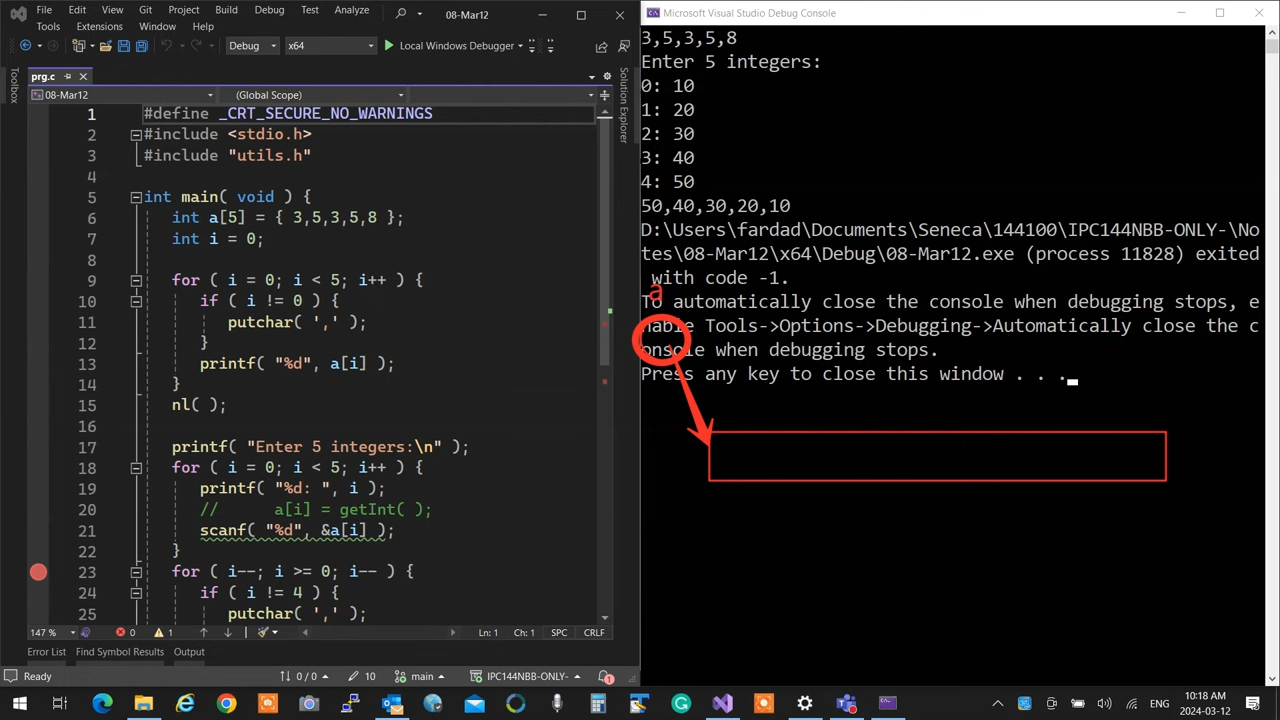 File Edit View Git Project Build Debug Test Analyze
Tools Extensions Window Help
08-Mar12
Debug x64 Local Windows Debugger
prg.c
08-Mar12 (Global Scope)
Toolbox
Solution Explorer
1 #define _CRT_SECURE_NO_WARNINGS
2 #include <stdio.h>
3 #include "utils.h"
4
5 int main( void ) {
6 int a[5] = { 3,5,3,5,8 };
7 int i = 0;
8
9 for ( i = 0; i < 5; i++ ) {
10 if ( i != 0 ) {
11 putchar( ',' );
12 }
13 printf( "%d", a[i] );
14 }
15 nl( );
16
17 printf( "Enter 5 integers:\n" );
18 for ( i = 0; i < 5; i++ ) {
19 printf( "%d: ", i );
20 // a[i] = getInt( );
21 scanf( "%d", &a[i] );
22 }
23 for ( i--; i >= 0; i-- ) {
24 if ( i != 4 ) {
25 putchar( ',' );
147 % 0 1 Ln: 1 Ch: 1 SPC CRLF
Error List Find Symbol Results Output
Ready 0 / 0 10 main IPC144NBB-ONLY- 1
Microsoft Visual Studio Debug Console
3,5,3,5,8
Enter 5 integers:
0: 10
1: 20
2: 30
3: 40
4: 50
50,40,30,20,10
D:\Users\fardad\Documents\Seneca\144100\IPC144NBB-ONLY-\No
tes\08-Mar12\x64\Debug\08-Mar12.exe (process 11828) exited
with code -1.
a
To automatically close the console when debugging stops, e
nable Tools->Options->Debugging->Automatically close the c
onsole when debugging stops.
Press any key to close this window . . .
ENG
10:18 AM
2024-03-12